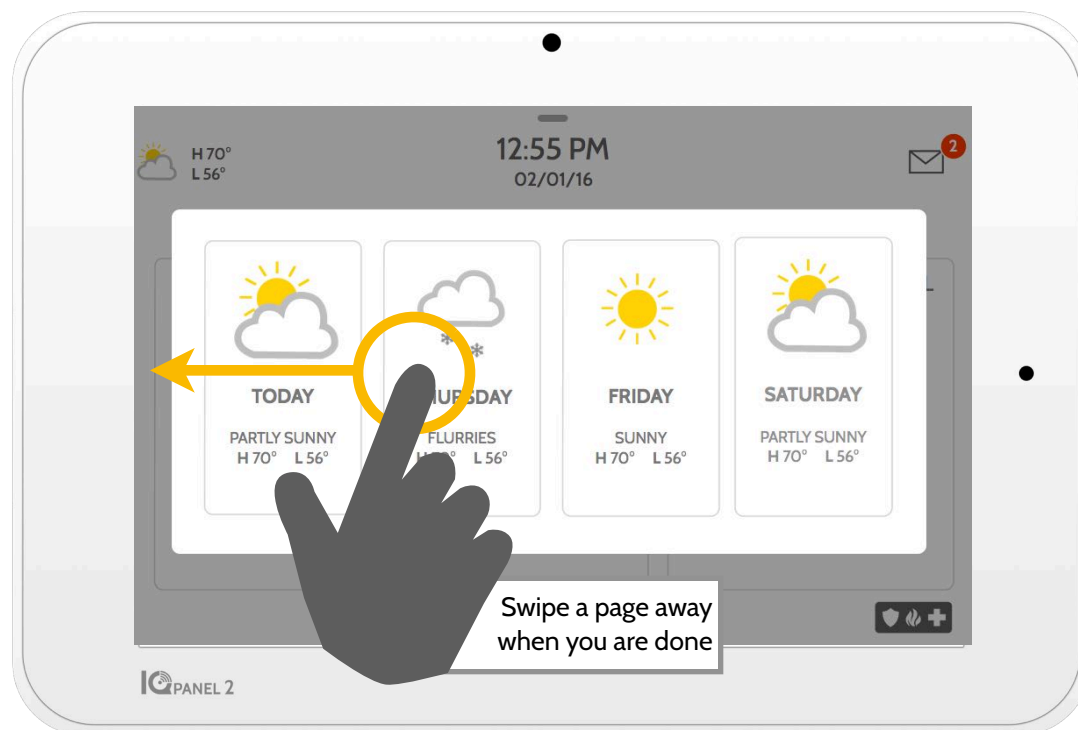 H 70°
L 56°
12:55 PM
02/01/16
2
TODAY
PARTLY SUNNY
H 70° L 56°
FLURRIES
L 56°
FRIDAY
SUNNY
H 70° L 56°
SATURDAY
PARTLY SUNNY
H 70° L 56°
Swipe a page away
when you are done
IQ PANEL 2